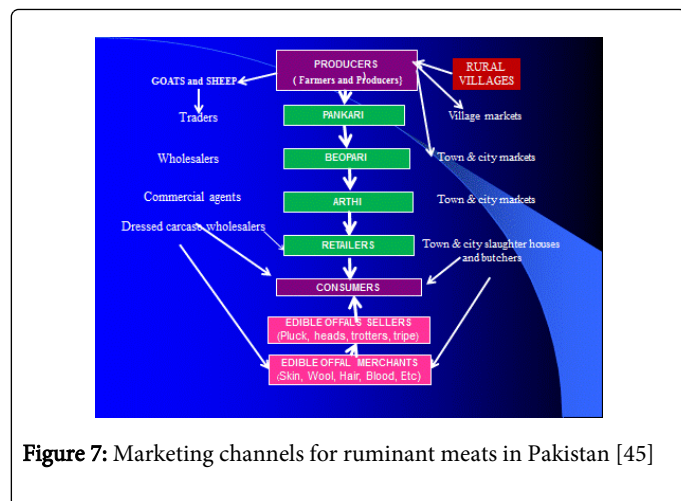 PRODUCERS
( Farmers and Producers)
RURAL
VILLAGES
GOATS and SHEEP
Traders
PANKARI
Village markets
Wholesalers
BEOPARI
Town & city markets
Commercial agents
ARTHI
Town & city markets
Dressed carcase wholesalers
RETAILERS
Town & city slaughter houses
and butchers
CONSUMERS
EDIBLE OFFALS SELLERS
(Pluck, heads, trotters, tripe)
EDIBLE OFFAL MERCHANTS
(Skin, Wool, Hair, Blood, Etc)
Figure 7: Marketing channels for ruminant meats in Pakistan [45]